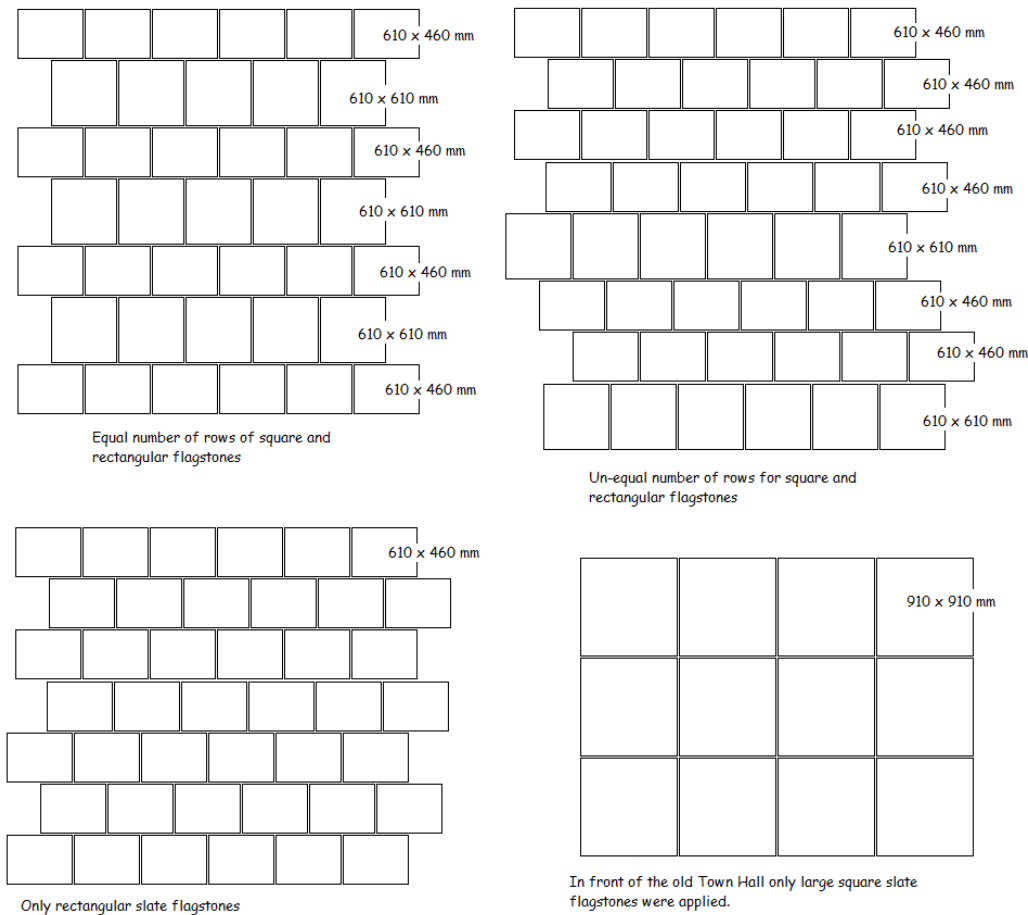 610 x 460 mm
610 x 610 mm
610 x 460 mm
610 x 610 mm
610 x 460 mm
610 x 610 mm
610 x 460 mm
Equal number of rows of square and
rectangular flagstones
610 x 460 mm
610 x 460 mm
610 x 460 mm
610 x 460 mm
610 x 610 mm
610 x 460 mm
610 x 460 mm
610 x 610 mm
Un-equal number of rows for square and
rectangular flagstones
610 x 460 mm
Only rectangular slate flagstones
910 x 910 mm
In front of the old Town Hall only large square slate
flagstones were applied.